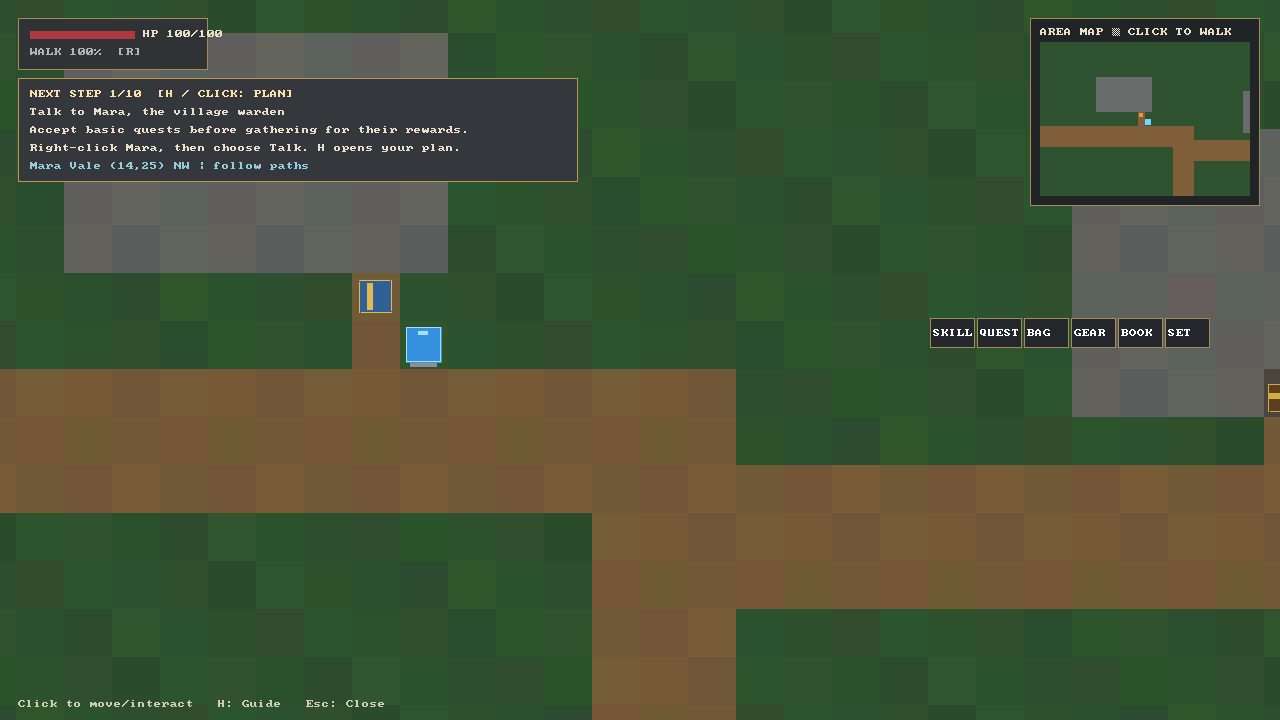 HP 100/100
WALK 100% [R]
NEXT STEP 1/10 [H / CLICK: PLAN]
Talk to Mara, the village warden
Accept basic quests before gathering for their rewards.
Right-click Mara, then choose Talk. H opens your plan.
Mara Vale (14,25) NW ¦ follow paths
AREA MAP ▒ CLICK TO WALK
SKILL QUEST BAG GEAR BOOK SET
Click to move/interact H: Guide Esc: Close